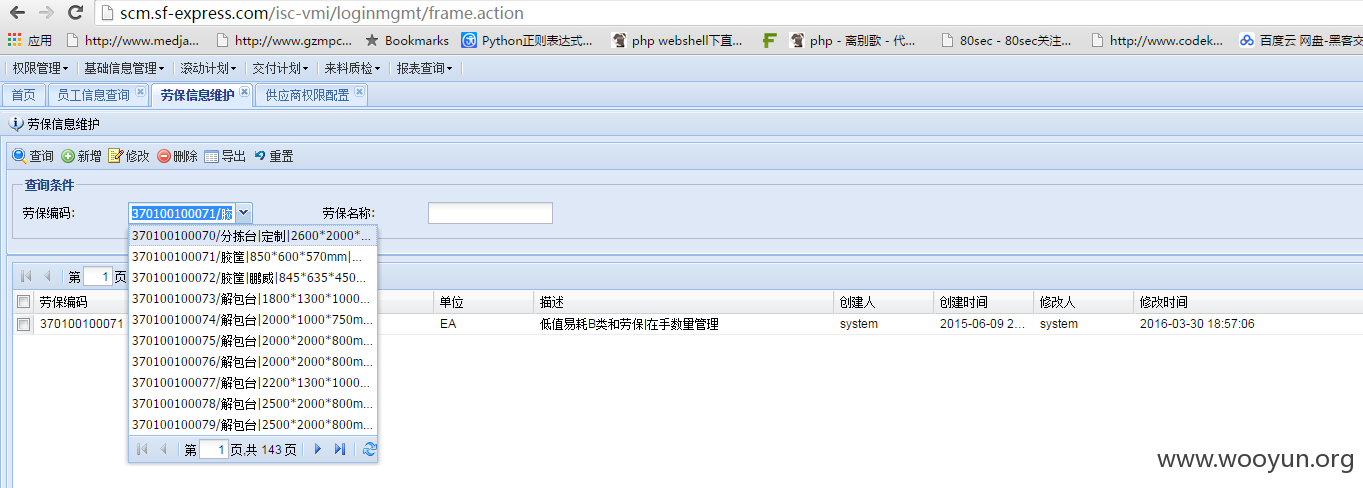 scm.sf-express.com/isc-vmi/loginmgmt/frame.action
应用 http://www.medja... http://www.gzmpc... Bookmarks Python正则表达式... php webshell下直... php - 离别歌 - 代... 80sec - 80sec关注... http://www.codek... 百度云 网盘-黑客交
权限管理 基础信息管理 滚动计划 交付计划 来料质检 报表查询
首页 员工信息查询 劳保信息维护 供应商权限配置
劳保信息维护
查询 新增 修改 删除 导出 重置
查询条件
劳保编码: 370100100071/胶 劳保名称:
370100100070/分拣台|定制|2600*2000*...
370100100071/胶筐|850*600*570mm|...
370100100072/胶筐|鹏威|845*635*450...
370100100073/解包台|1800*1300*1000...
370100100074/解包台|2000*1000*750m...
370100100075/解包台|2000*2000*800m...
370100100076/解包台|2000*2000*800m...
370100100077/解包台|2200*1300*1000...
370100100078/解包台|2500*2000*800m...
370100100079/解包台|2500*2000*800m...
第 1 页,共 143 页
第 1 页
劳保编码 单位 描述 创建人 创建时间 修改人 修改时间
370100100071 EA 低值易耗B类和劳保|在手数量管理 system 2015-06-09 2... system 2016-03-30 18:57:06
www.wooyun.org